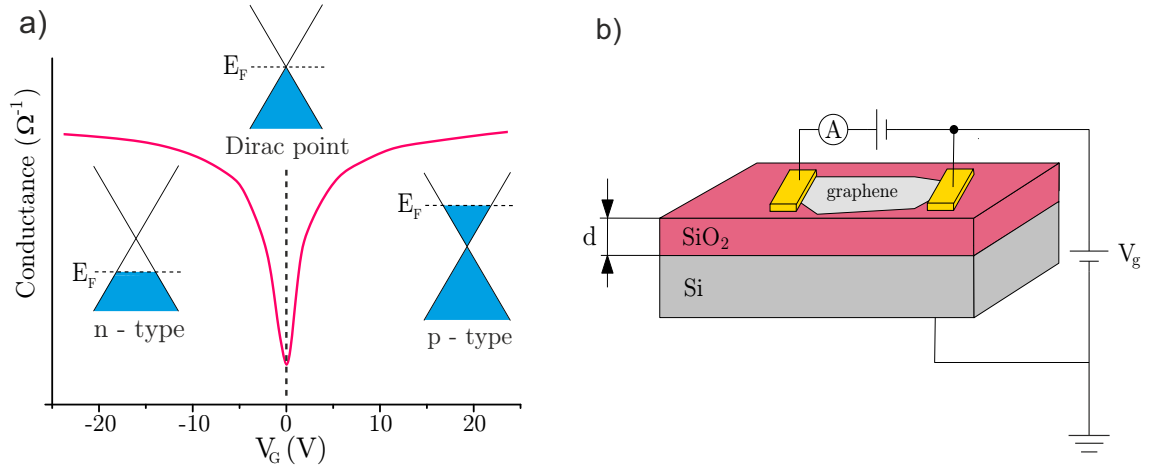 a)
Conductance (Ω⁻¹)
E_F
Dirac point
E_F
n - type
E_F
p - type
-20
-10
0
10
20
V_G (V)
b)
A
graphene
d
SiO₂
Si
V_g